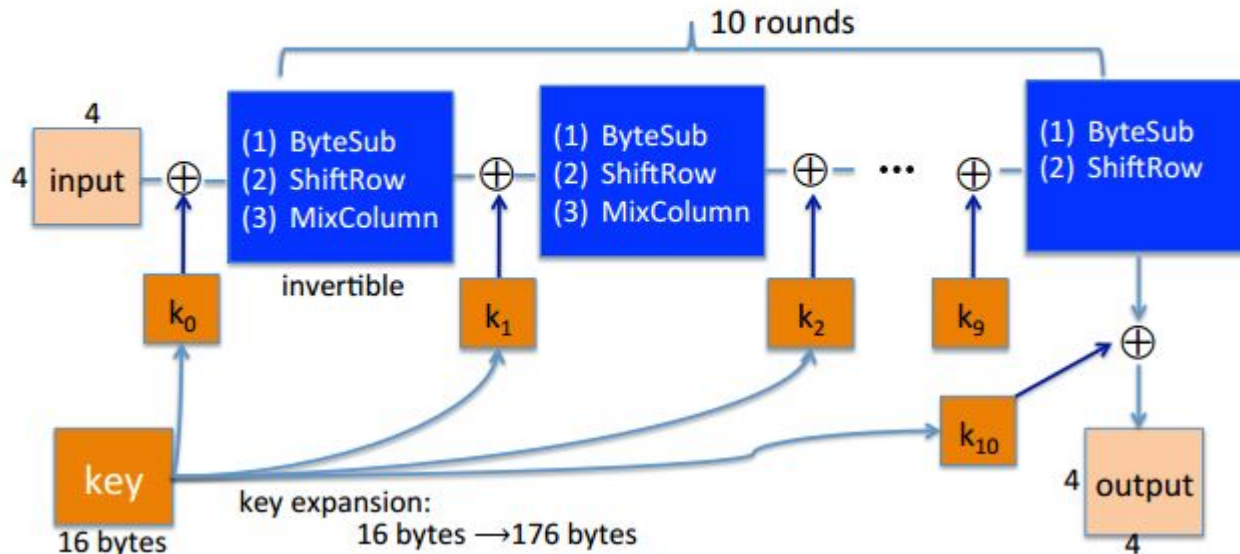 10 rounds
4
4
input
(1) ByteSub
(2) ShiftRow
(3) MixColumn
invertible
(1) ByteSub
(2) ShiftRow
(3) MixColumn
•••
(1) ByteSub
(2) ShiftRow
k₀
k₁
k₂
k₉
k₁₀
key
16 bytes
key expansion:
16 bytes ⟶176 bytes
4
output
4